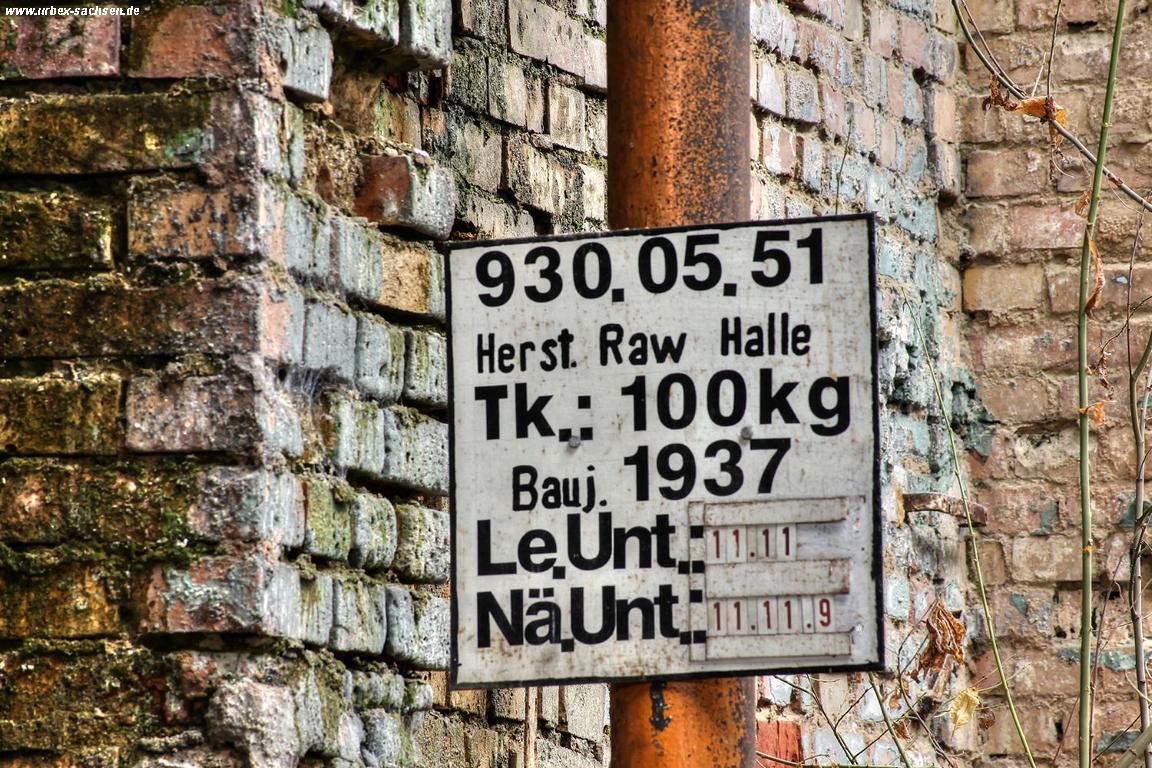 www.urbex-sachsen.de
930.05.51
Herst. Raw Halle
Tk.: 100kg
Bauj. 1937
Le.Unt.: 11.11
Nä.Unt.: 11.11.9